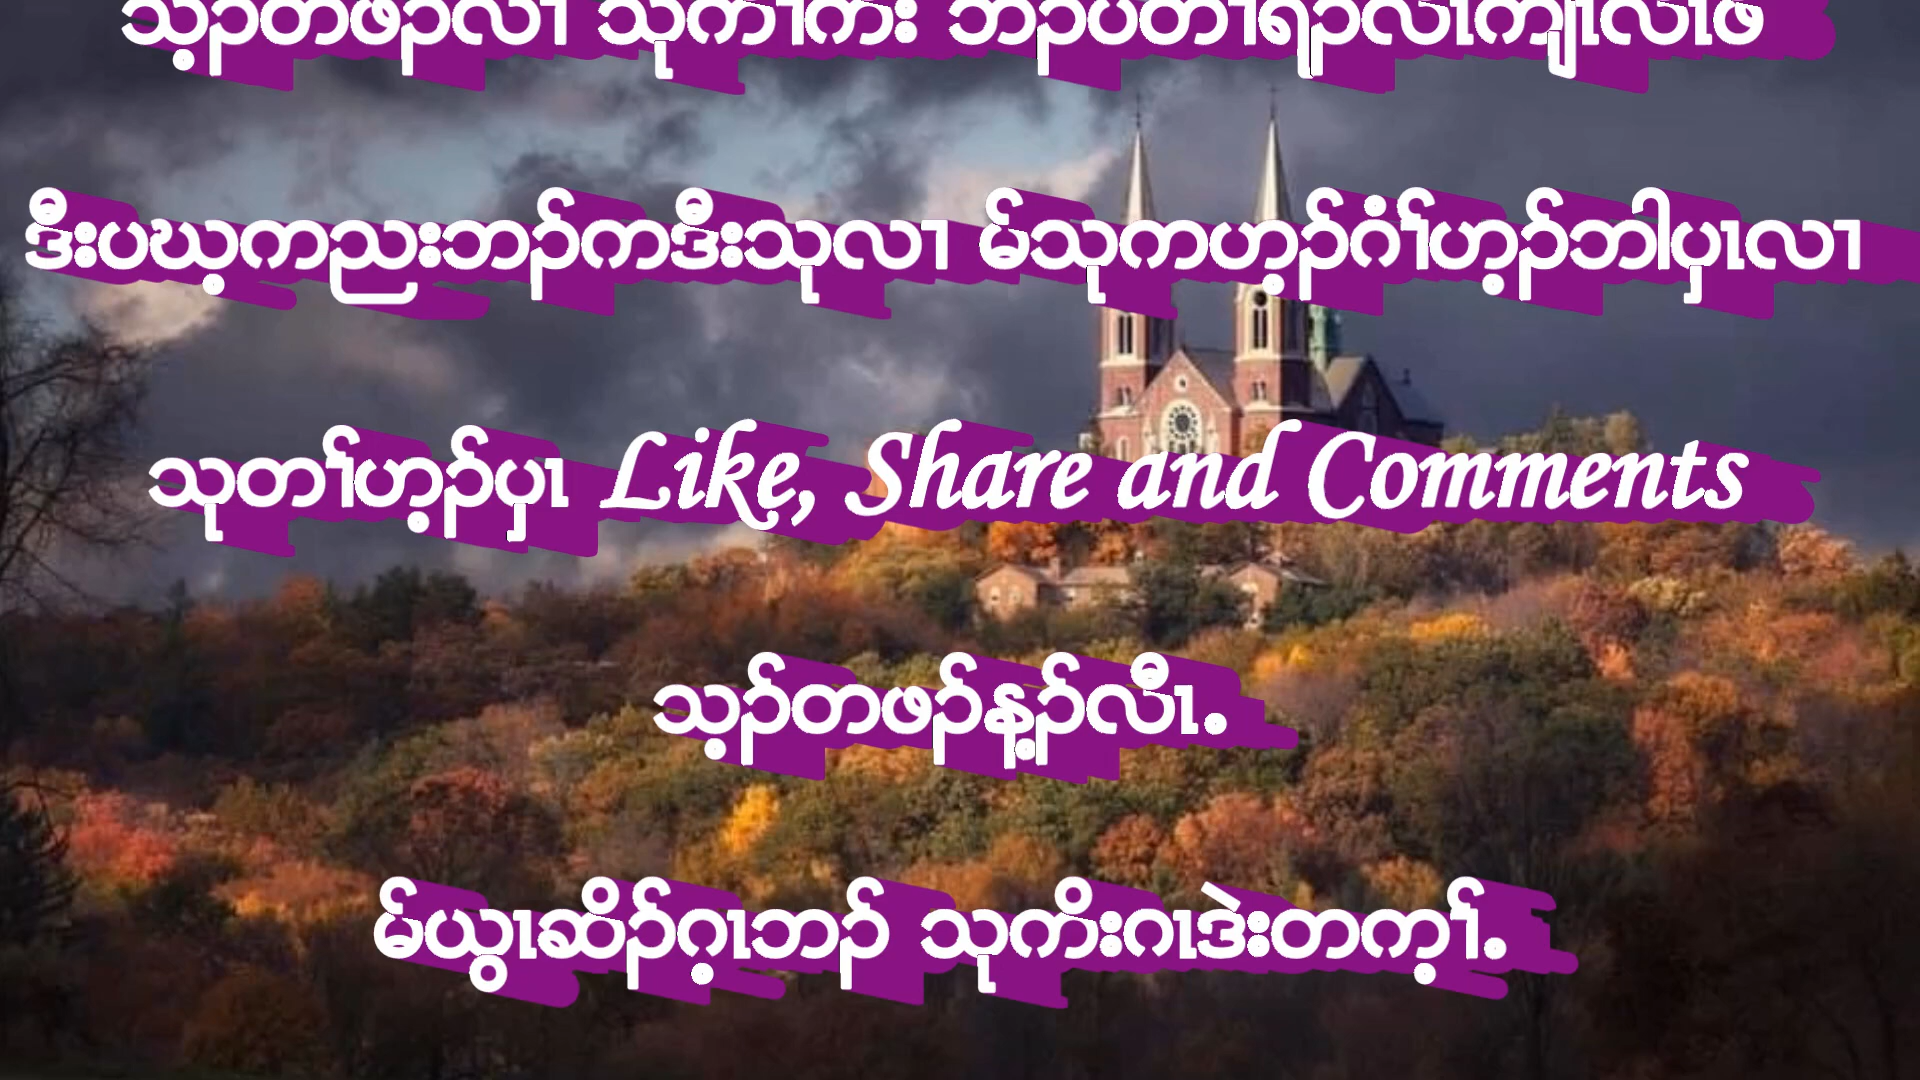 ဒီးပဃ့ကညးဘၣ်ကဒီးသုလၢ မ်သုကဟ့ၣ်ဂံၢ်ဟ့ၣ်ဘါပှၤလၢ
သုတၢ်ဟ့ၣ်ပှၤ Like, Share and Comments
သ့ၣ်တဖၣ်န့ၣ်လီၤ.
မ်ယွၤဆိၣ်ဂ့ၤဘၣ် သုကိးဂၤဒဲးတက့ၢ်.